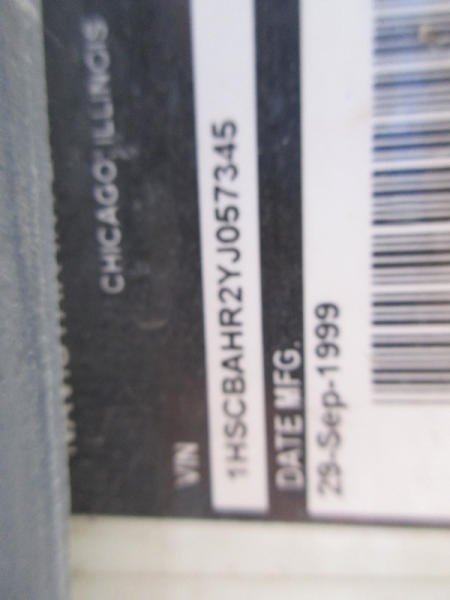 CHICAGO ILLINOIS
VIN
1HSCBAHR2YJ057345
DATE MFG.
29-Sep-1999